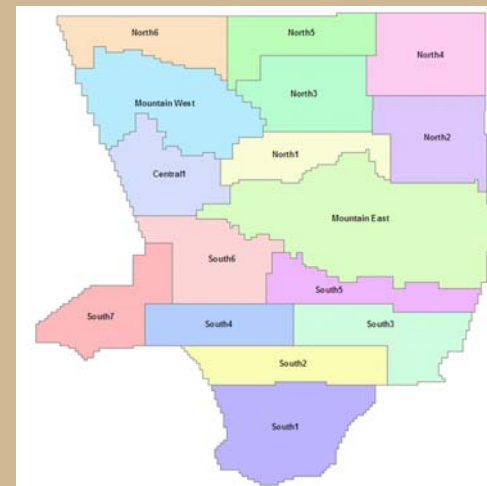 North6
North5
North4
Mountain West
North3
North2
North1
Central1
Mountain East
South6
South5
South7
South4
South3
South2
South1